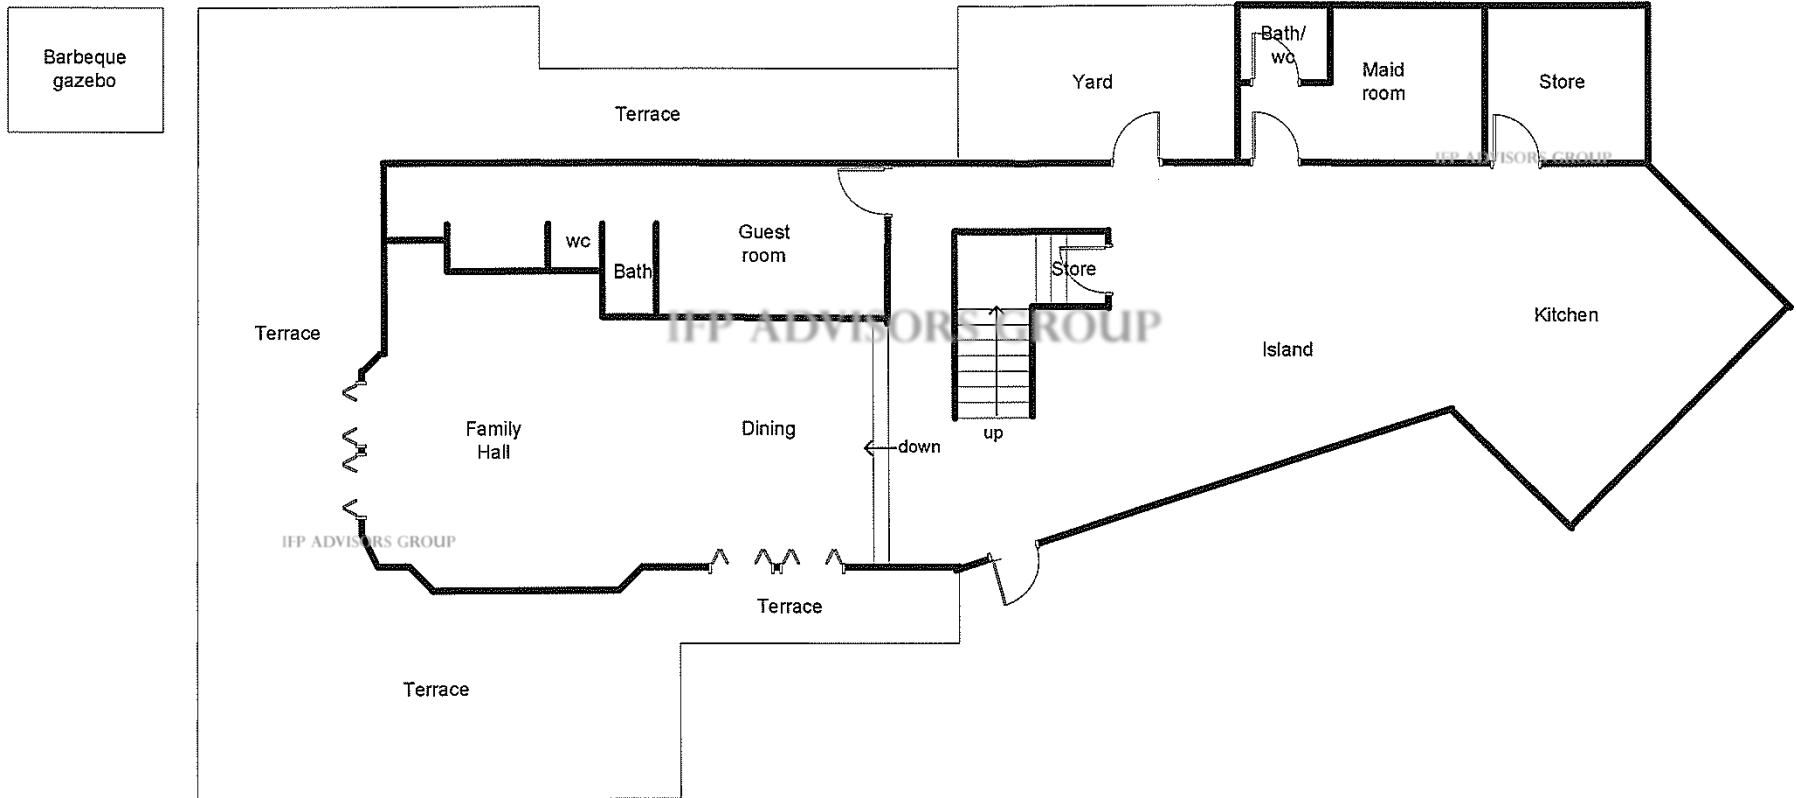 Barbeque
gazebo
Terrace
Yard
Bath/
wc
Maid
room
Store
IFP ADVISORS GROUP
wc
Bath
Guest
room
Store
Terrace
IFP ADVISORS GROUP
Island
Kitchen
Family
Hall
Dining
down
up
IFP ADVISORS GROUP
Terrace
Terrace